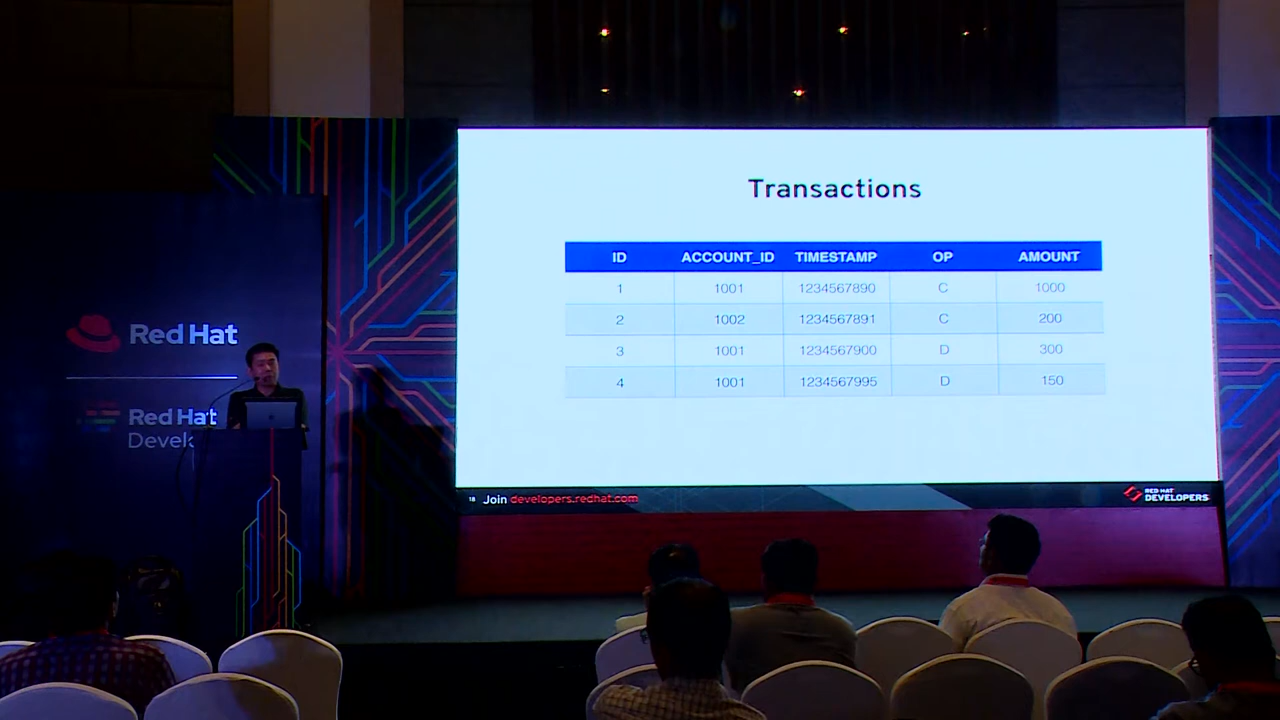 Transactions
ID ACCOUNT_ID TIMESTAMP OP AMOUNT
1 1001 1234567890 C 1000
2 1002 1234567891 C 200
3 1001 1234567900 D 300
4 1001 1234567995 D 150
18 Join developers.redhat.com
RED HAT
DEVELOPERS
Red Hat
Red Hat
Develo